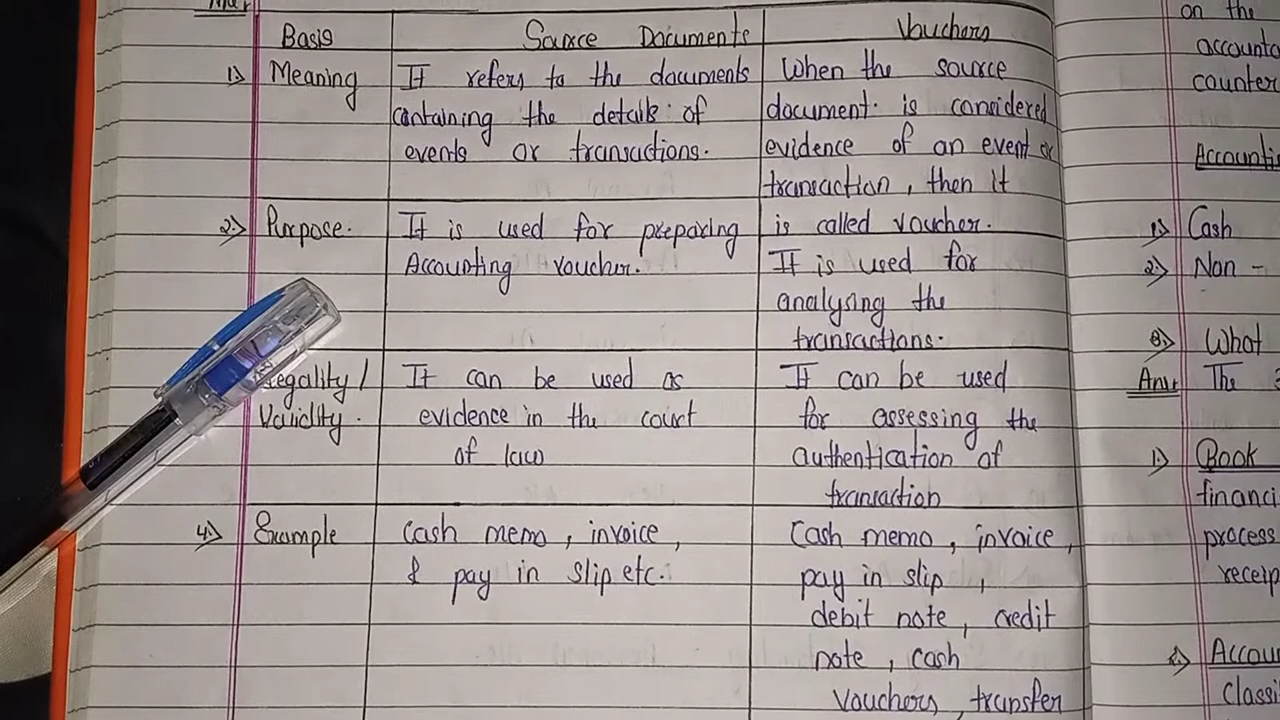 Basis Source Documents Vouchers
1) Meaning It refers to the documents
containing the details of
events or transactions.
When the source
document is considered
evidence of an event or
transaction, then it
is called voucher.
2) Purpose. It is used for preparing
Accounting voucher.
It is used for
analysing the
transactions.
Legality/
Validity.
It can be used as
evidence in the court
of law
It can be used
for assessing the
authentication of
transaction
4) Example Cash memo, invoice,
& pay in slip etc.
Cash memo, invoice,
pay in slip,
debit note, credit
note, cash
vouchers, transfer
on the
counter
1) Cash
2) Non -
What
Ans The
1) Book
financi
process
receip
Accoun
Classi